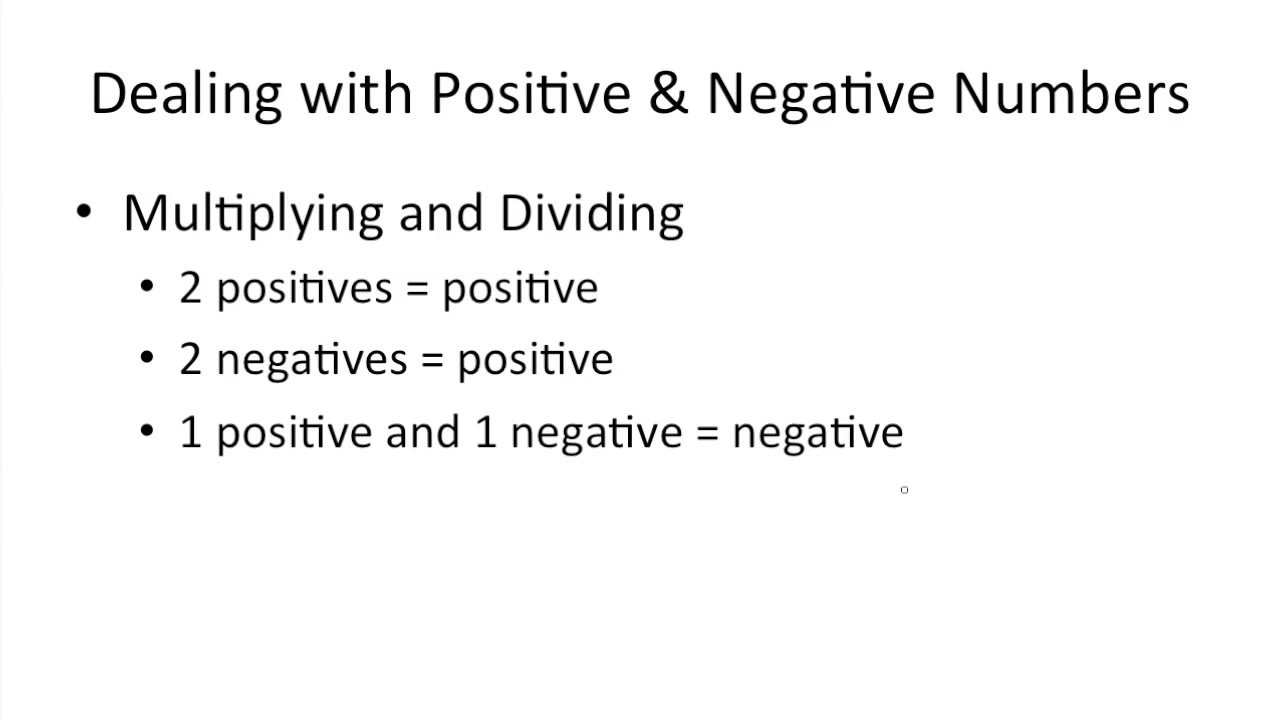 Dealing with Positive & Negative Numbers
• Multiplying and Dividing
• 2 positives = positive
• 2 negatives = positive
• 1 positive and 1 negative = negative